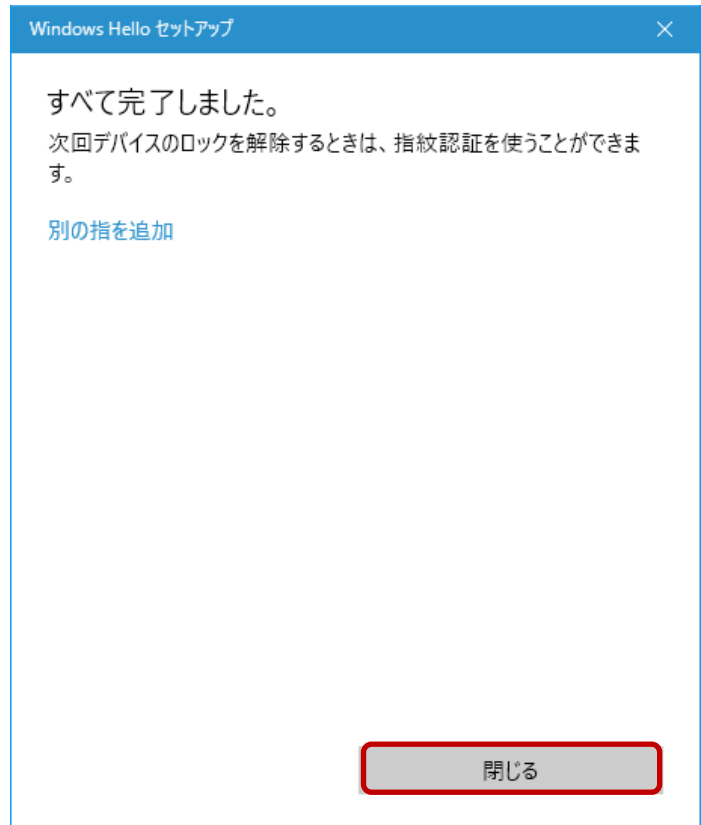 Windows Hello セットアップ
すべて完了しました。
次回デバイスのロックを解除するときは、指紋認証を使うことができま
す。
別の指を追加
閉じる